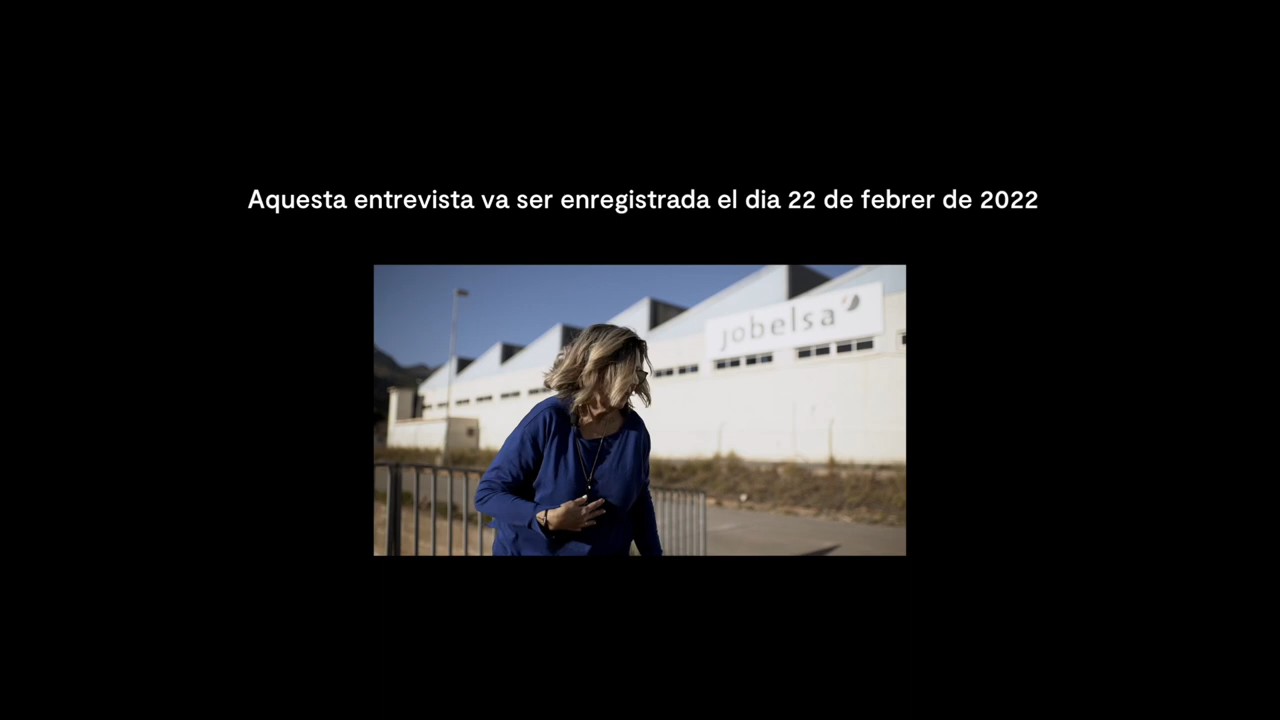 Aquesta entrevista va ser enregistrada el dia 22 de febrer de 2022
jobelsa